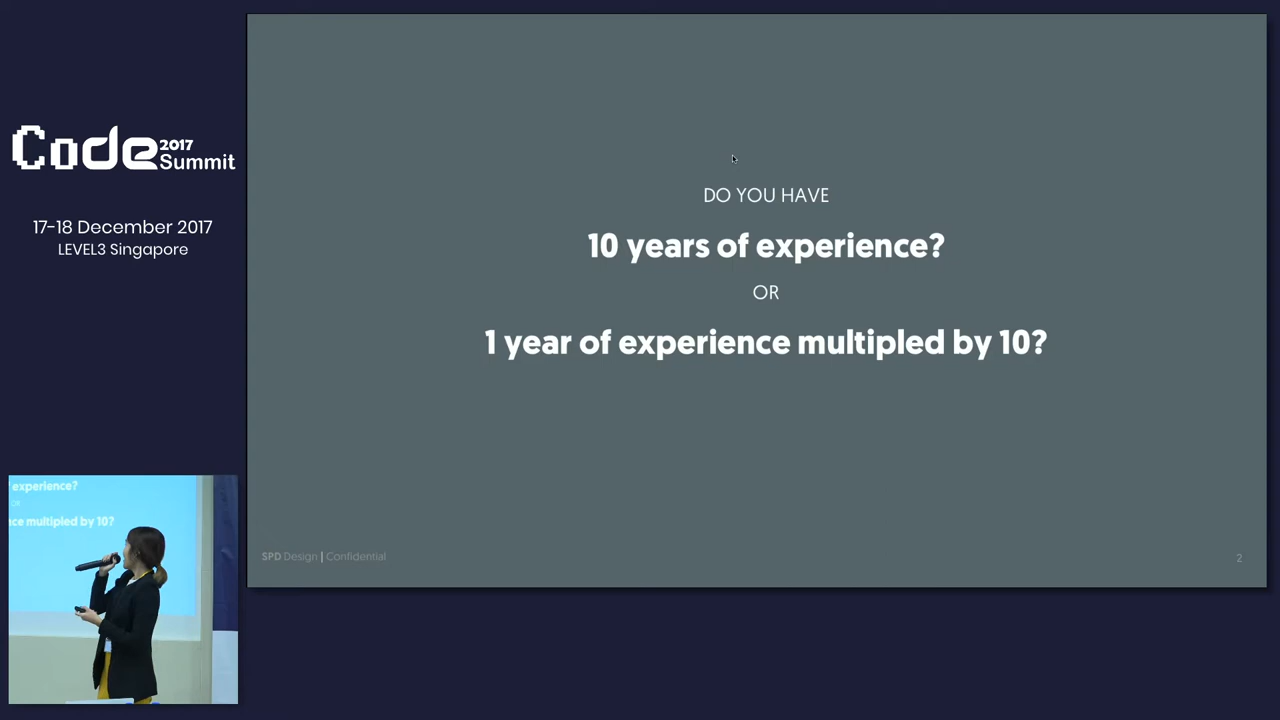 Code 2017 Summit
17-18 December 2017
LEVEL3 Singapore
DO YOU HAVE
10 years of experience?
OR
1 year of experience multipled by 10?
SPD Design | Confidential
2
experience?
OR
nce multipled by 10?